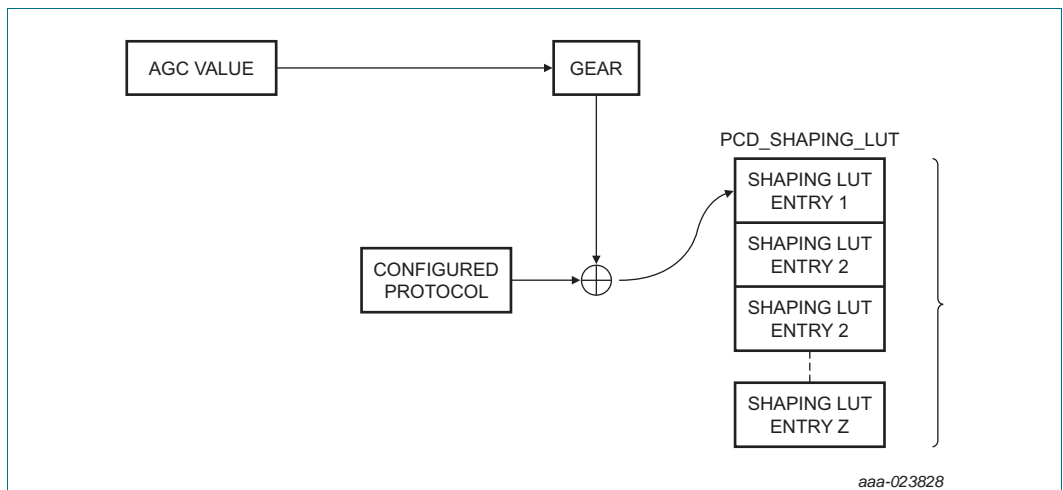 AGC VALUE
GEAR
PCD_SHAPING_LUT
SHAPING LUT
ENTRY 1
SHAPING LUT
ENTRY 2
CONFIGURED
PROTOCOL
SHAPING LUT
ENTRY 2
SHAPING LUT
ENTRY Z
aaa-023828